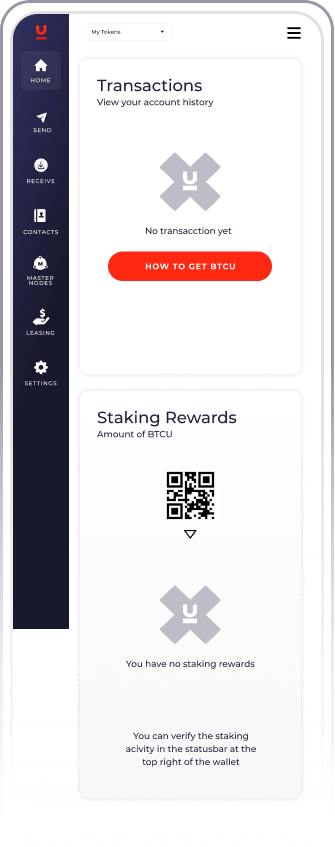 My Tokens
HOME
SEND
RECEIVE
CONTACTS
MASTER
NODES
LEASING
SETTINGS
Transactions
View your account history
No transacction yet
HOW TO GET BTCU
Staking Rewards
Amount of BTCU
You have no staking rewards
You can verify the staking
acivity in the statusbar at the
top right of the wallet